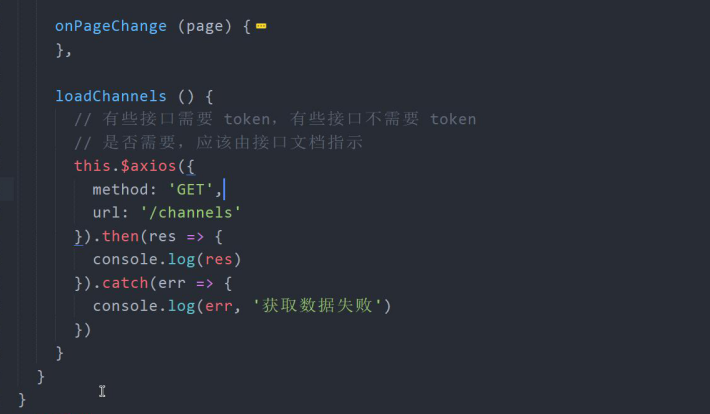 onPageChange (page) {
},
loadChannels () {
// 有些接口需要 token，有些接口不需要 token
// 是否需要，应该由接口文档指示
this.$axios({
method: 'GET',
url: '/channels'
}).then(res => {
console.log(res)
}).catch(err => {
console.log(err, '获取数据失败')
})
}
}
}